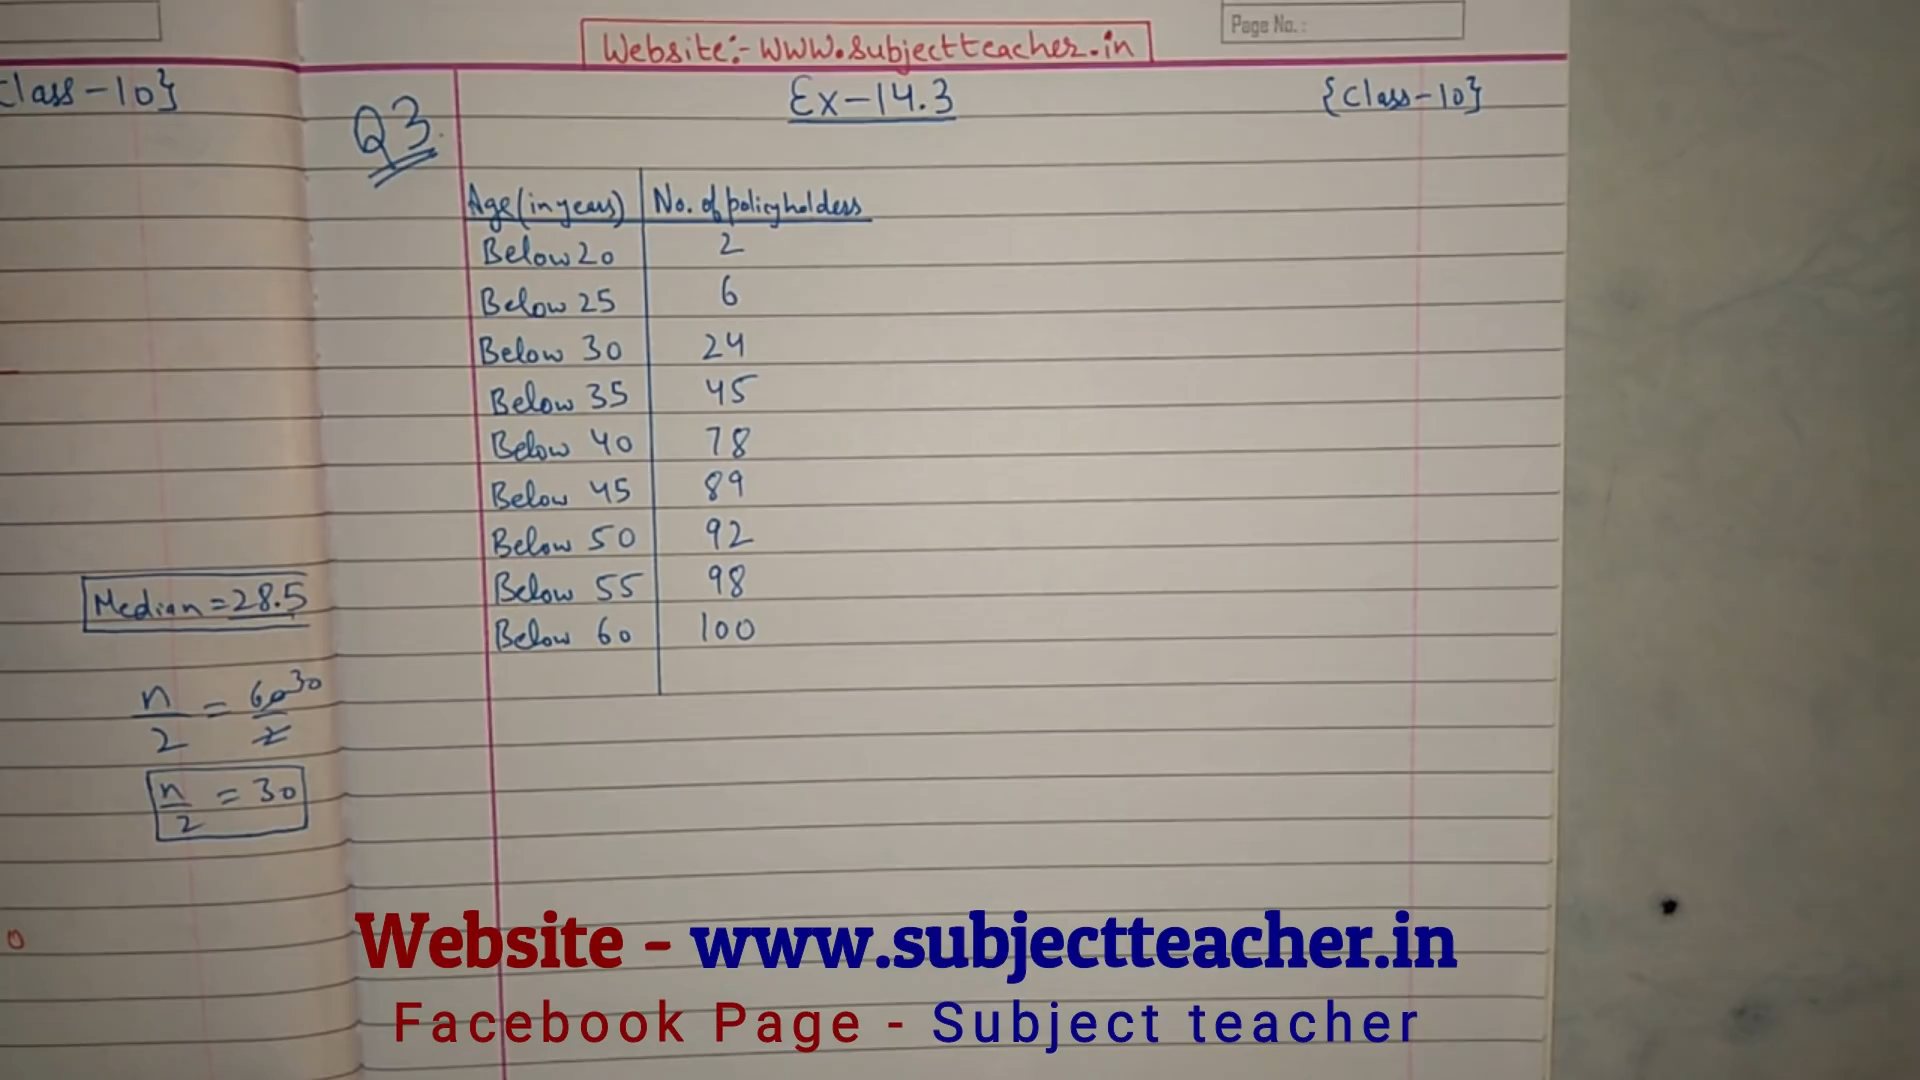 Website:- www.subjectteacher.in
Page No. :
Class-10}
Q3.
Ex-14.3
{Class-10}
Age (in years) No. of policyholders
Below 20 2
Below 25 6
Below 30 24
Below 35 45
Below 40 78
Below 45 89
Below 50 92
Below 55 98
Below 60 100
Median = 28.5
n/2 = 60/2 30
n/2 = 30
0
Website - www.subjectteacher.in
Facebook Page - Subject teacher